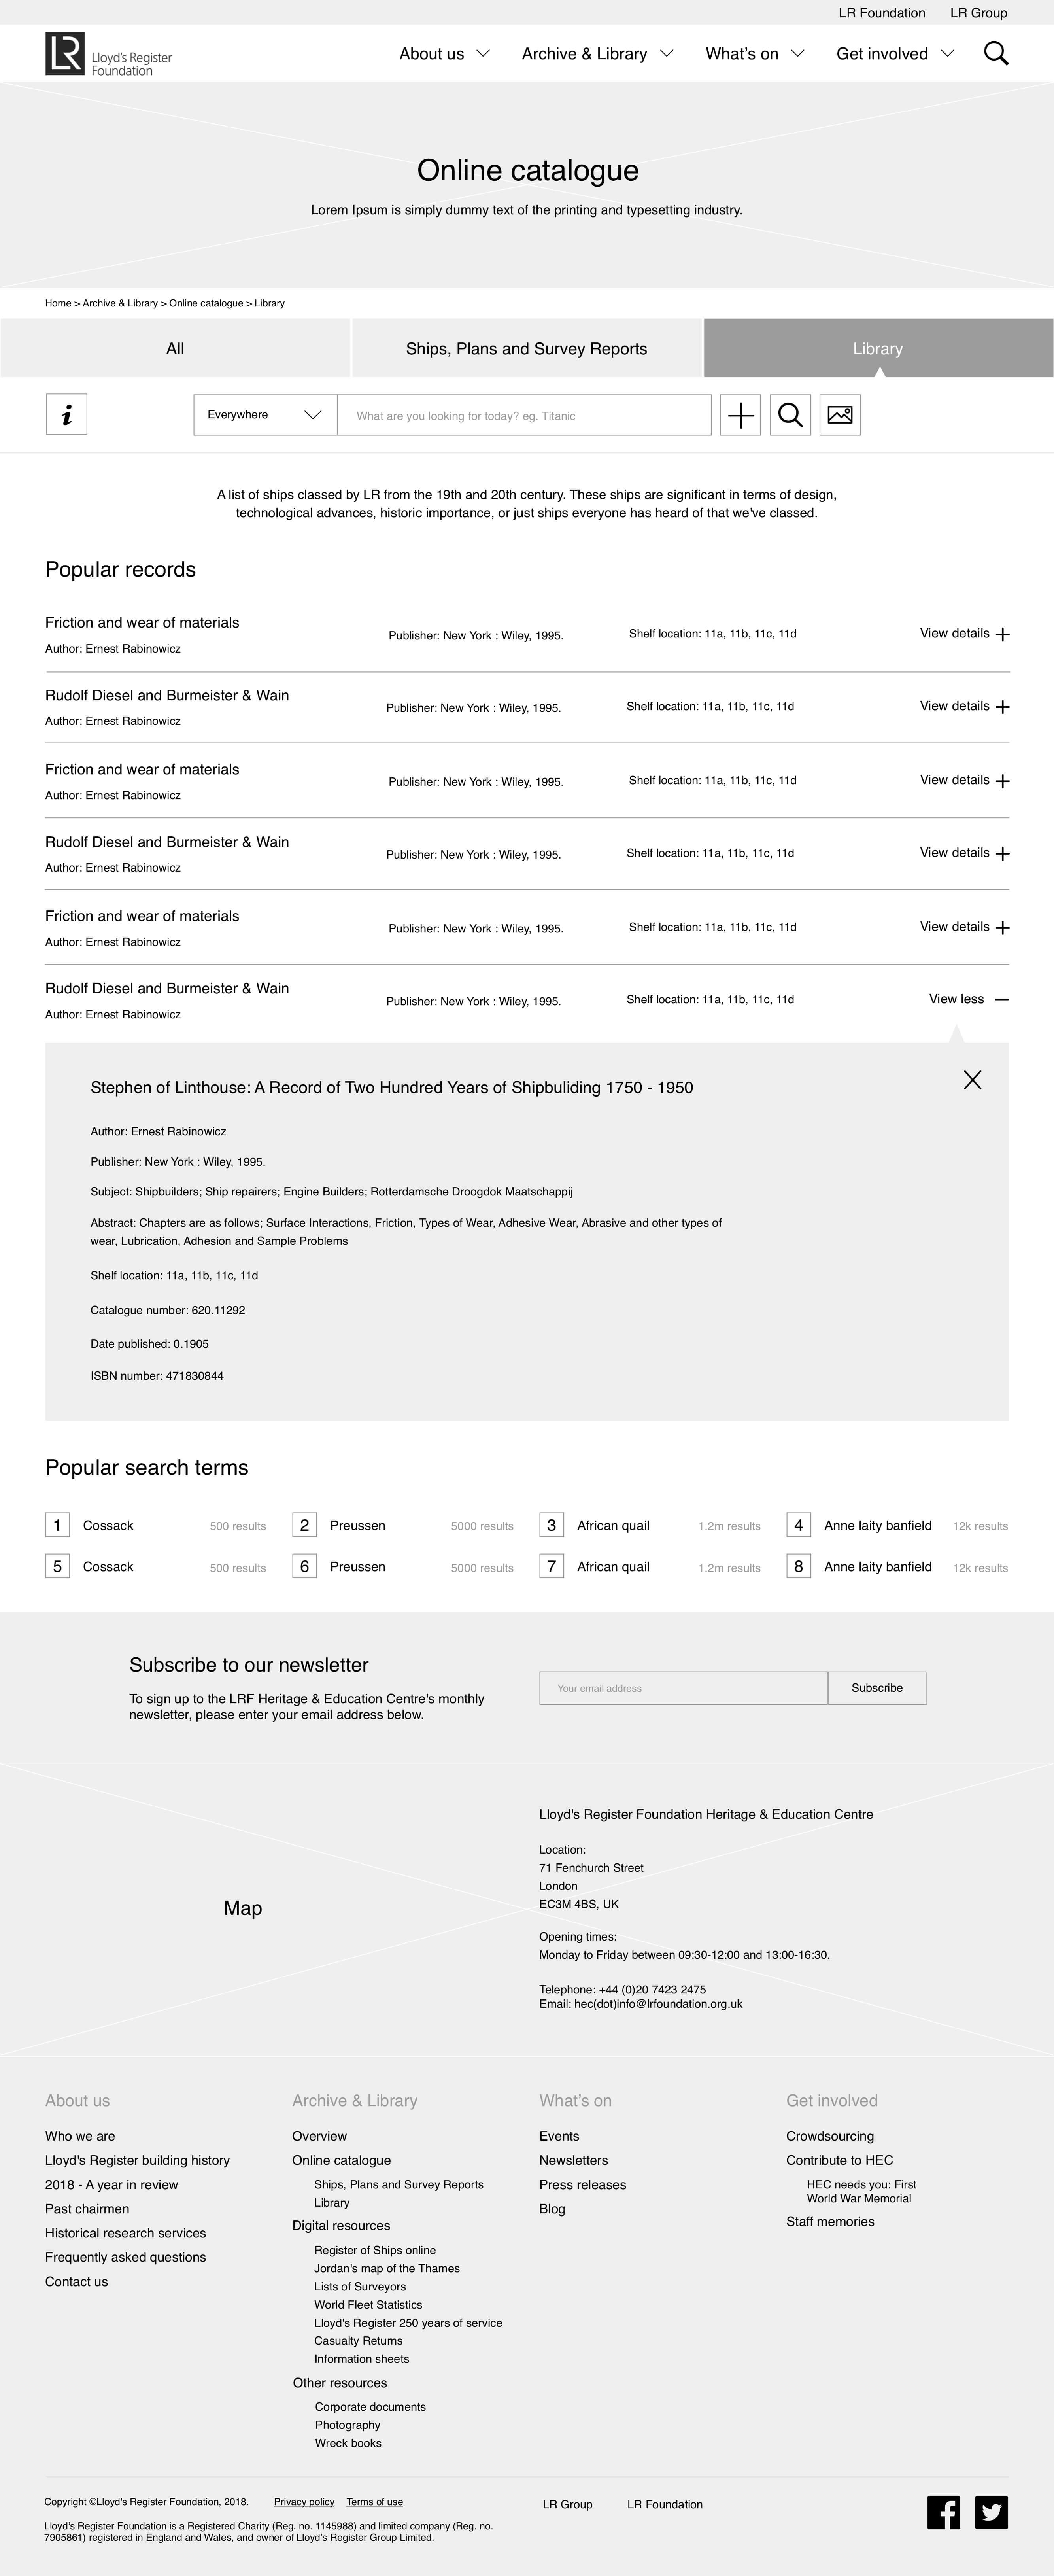 LR Foundation LR Group
LR Lloyd's Register
Foundation
About us Archive & Library What's on Get involved
Online catalogue
Lorem Ipsum is simply dummy text of the printing and typesetting industry.
Home > Archive & Library > Online catalogue > Library
All Ships, Plans and Survey Reports Library
i Everywhere What are you looking for today? eg. Titanic
A list of ships classed by LR from the 19th and 20th century. These ships are significant in terms of design,
technological advances, historic importance, or just ships everyone has heard of that we've classed.
Popular records
Friction and wear of materials
Author: Ernest Rabinowicz
Publisher: New York : Wiley, 1995.
Shelf location: 11a, 11b, 11c, 11d
View details
Rudolf Diesel and Burmeister & Wain
Author: Ernest Rabinowicz
Publisher: New York : Wiley, 1995.
Shelf location: 11a, 11b, 11c, 11d
View details
Friction and wear of materials
Author: Ernest Rabinowicz
Publisher: New York : Wiley, 1995.
Shelf location: 11a, 11b, 11c, 11d
View details
Rudolf Diesel and Burmeister & Wain
Author: Ernest Rabinowicz
Publisher: New York : Wiley, 1995.
Shelf location: 11a, 11b, 11c, 11d
View details
Friction and wear of materials
Author: Ernest Rabinowicz
Publisher: New York : Wiley, 1995.
Shelf location: 11a, 11b, 11c, 11d
View details
Rudolf Diesel and Burmeister & Wain
Author: Ernest Rabinowicz
Publisher: New York : Wiley, 1995.
Shelf location: 11a, 11b, 11c, 11d
View less
Stephen of Linthouse: A Record of Two Hundred Years of Shipbuliding 1750 - 1950
Author: Ernest Rabinowicz
Publisher: New York : Wiley, 1995.
Subject: Shipbuilders; Ship repairers; Engine Builders; Rotterdamsche Droogdok Maatschappij
Abstract: Chapters are as follows; Surface Interactions, Friction, Types of Wear, Adhesive Wear, Abrasive and other types of
wear, Lubrication, Adhesion and Sample Problems
Shelf location: 11a, 11b, 11c, 11d
Catalogue number: 620.11292
Date published: 0.1905
ISBN number: 471830844
Popular search terms
1 Cossack 500 results 2 Preussen 5000 results 3 African quail 1.2m results 4 Anne laity banfield 12k results
5 Cossack 500 results 6 Preussen 5000 results 7 African quail 1.2m results 8 Anne laity banfield 12k results
Subscribe to our newsletter
To sign up to the LRF Heritage & Education Centre's monthly
newsletter, please enter your email address below.
Your email address Subscribe
Map
Lloyd's Register Foundation Heritage & Education Centre
Location:
71 Fenchurch Street
London
EC3M 4BS, UK
Opening times:
Monday to Friday between 09:30-12:00 and 13:00-16:30.
Telephone: +44 (0)20 7423 2475
Email: hec(dot)info@lrfoundation.org.uk
About us
Who we are
Lloyd's Register building history
2018 - A year in review
Past chairmen
Historical research services
Frequently asked questions
Contact us
Archive & Library
Overview
Online catalogue
Ships, Plans and Survey Reports
Library
Digital resources
Register of Ships online
Jordan's map of the Thames
Lists of Surveyors
World Fleet Statistics
Lloyd's Register 250 years of service
Casualty Returns
Information sheets
Other resources
Corporate documents
Photography
Wreck books
What's on
Events
Newsletters
Press releases
Blog
Get involved
Crowdsourcing
Contribute to HEC
HEC needs you: First
World War Memorial
Staff memories
Copyright ©Lloyd's Register Foundation, 2018. Privacy policy Terms of use
LR Group LR Foundation
Lloyd's Register Foundation is a Registered Charity (Reg. no. 1145988) and limited company (Reg. no.
7905861) registered in England and Wales, and owner of Lloyd's Register Group Limited.